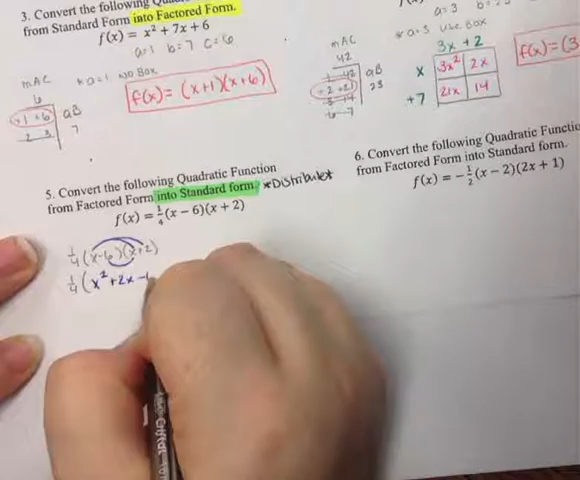 3. Convert the following
from Standard Form into Factored Form.
f(x) = x² + 7x + 6
a=1 b=7 C=6
mAC
6
*a=1 NO BOX
+1 +6
2 3
aB
7
f(x)= (x+1)(x+6)
a=3
*a=3 USE BOX
mAC
42
aB
23
3x + 2
x
3x² 2x
+7
21x 14
f(x)=(3
5. Convert the following Quadratic Function
from Factored Form into Standard form. *Distribute*
f(x) = ¼(x − 6)(x + 2)
¼(x-6)(x+2)
¼(x²+2x-
6. Convert the following Quadratic Function
from Factored Form into Standard form.
f(x) = −½(x − 2)(2x + 1)